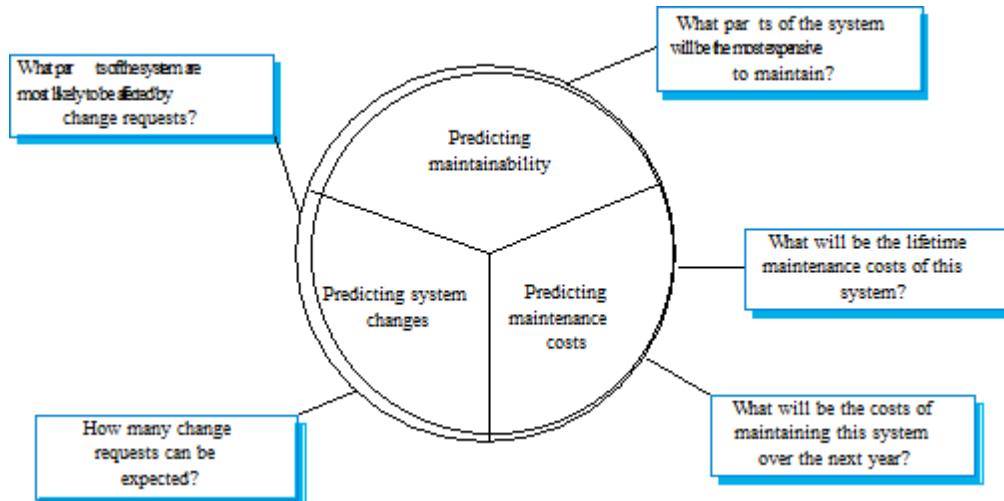 What par ts of the system
will be the most expensive
to maintain?
What par ts of the system are
most likely to be affected by
change requests?
Predicting
maintainability
What will be the lifetime
maintenance costs of this
system?
Predicting system
changes
Predicting
maintenance
costs
What will be the costs of
maintaining this system
over the next year?
How many change
requests can be
expected?